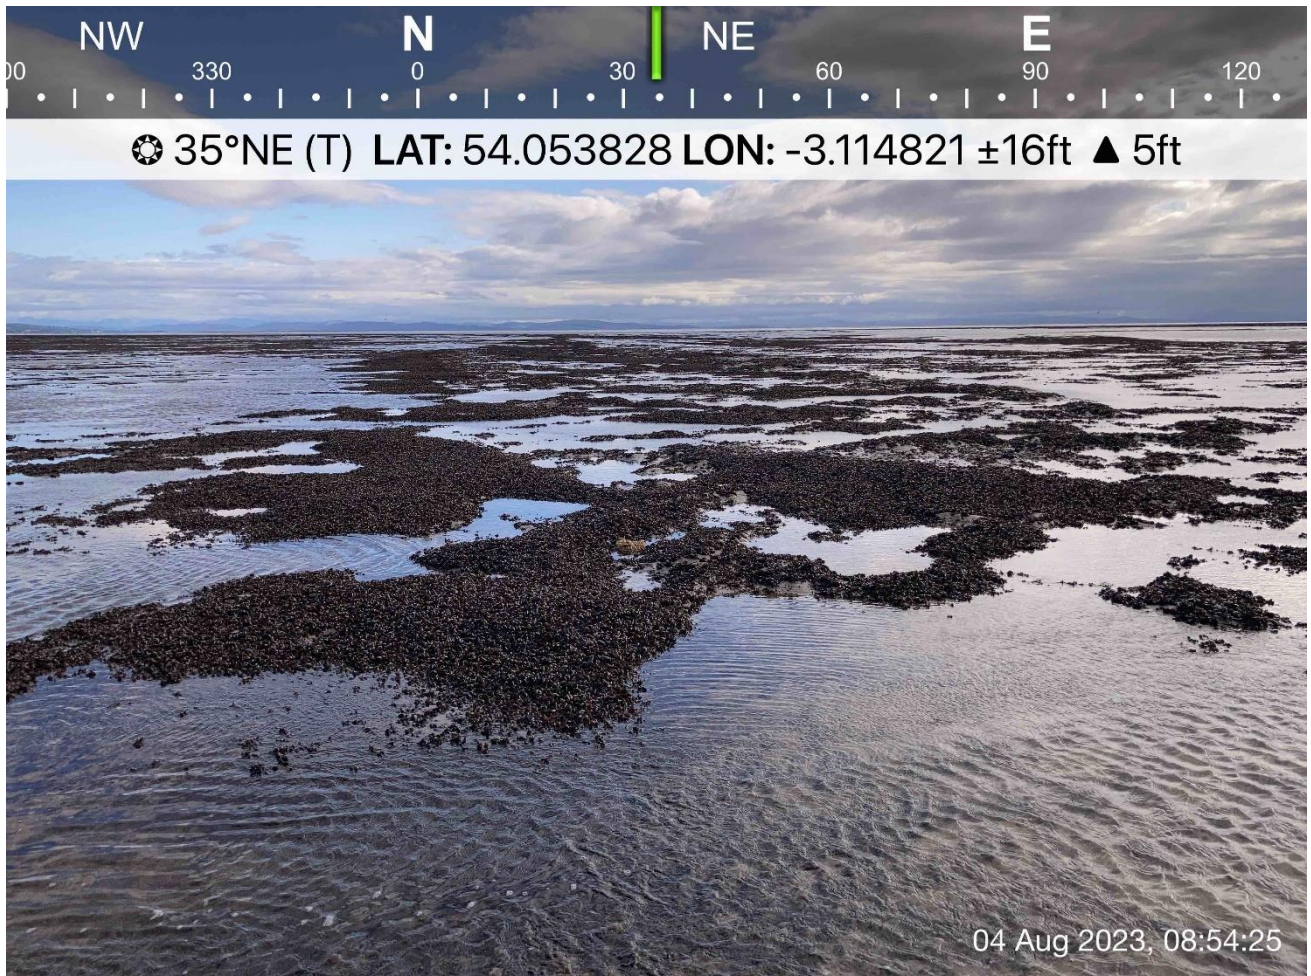 NW N NE E
00 330 0 30 60 90 120
35°NE (T) LAT: 54.053828 LON: -3.114821 ±16ft ▲ 5ft
04 Aug 2023, 08:54:25